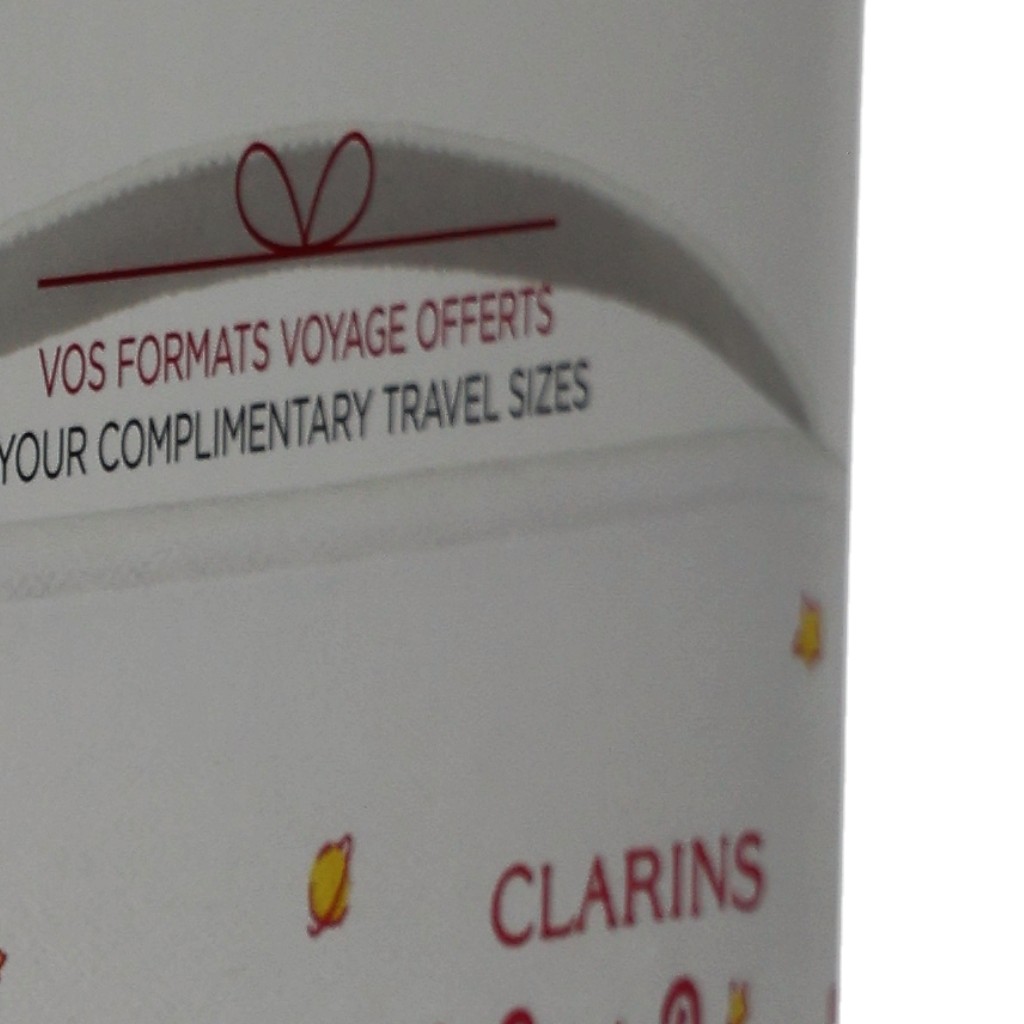 VOS FORMATS VOYAGE OFFERTS
YOUR COMPLIMENTARY TRAVEL SIZES
CLARINS